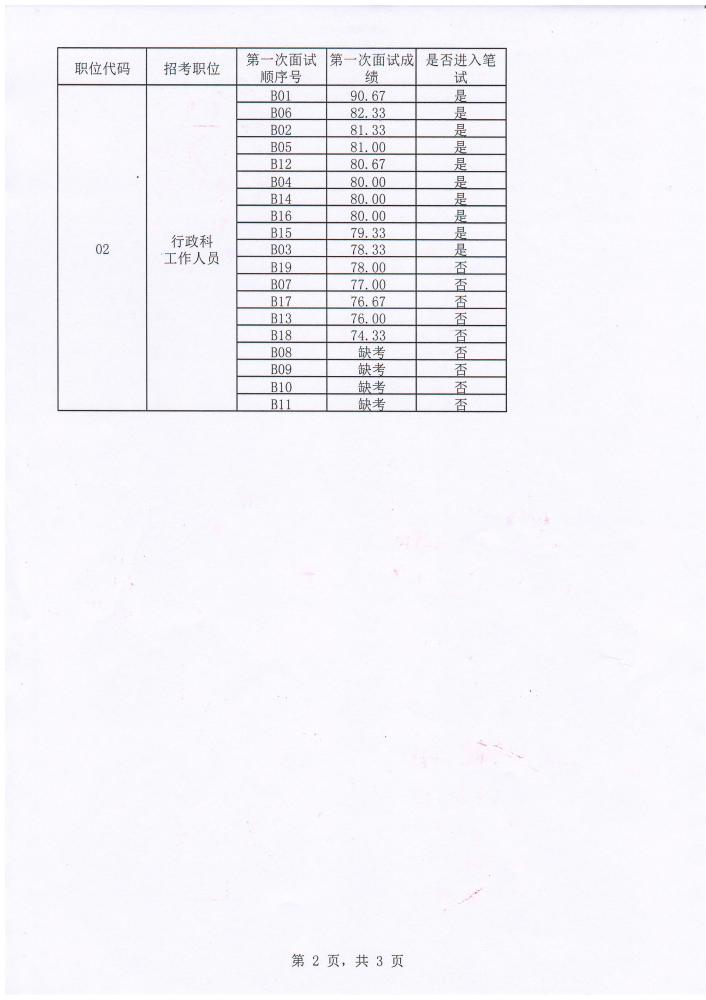 职位代码 招考职位 第一次面试顺序号 第一次面试成绩 是否进入笔试
02 行政科工作人员
B01 90.67 是
B06 82.33 是
B02 81.33 是
B05 81.00 是
B12 80.67 是
B04 80.00 是
B14 80.00 是
B16 80.00 是
B15 79.33 是
B03 78.33 是
B19 78.00 否
B07 77.00 否
B17 76.67 否
B13 76.00 否
B18 74.33 否
B08 缺考 否
B09 缺考 否
B10 缺考 否
B11 缺考 否
第 2 页，共 3 页